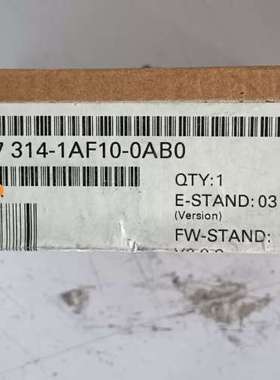 7 314-1AF10-0AB0
QTY:1
E-STAND: 03
(Version)
FW-STAND: